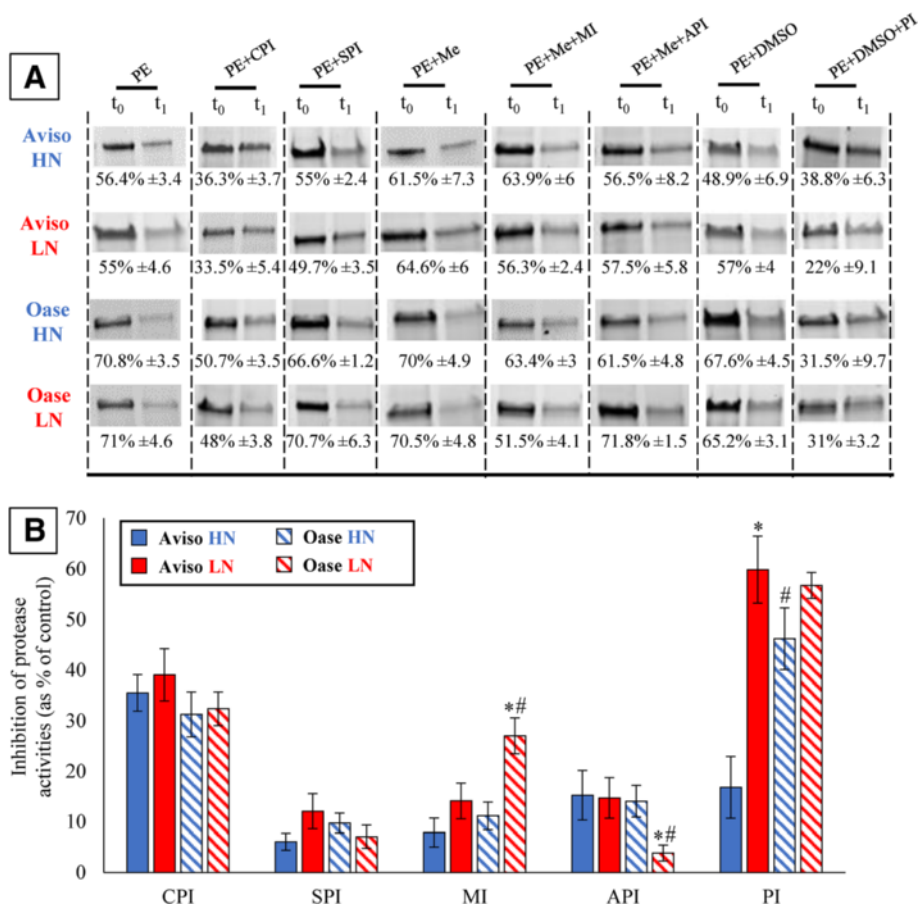 A
PE PE+CPI PE+SPI PE+Me PE+Me+MI PE+Me+API PE+DMSO PE+DMSO+PI
t0 t1 t0 t1 t0 t1 t0 t1 t0 t1 t0 t1 t0 t1 t0 t1
Aviso
HN
56.4% ±3.4 36.3% ±3.7 55% ±2.4 61.5% ±7.3 63.9% ±6 56.5% ±8.2 48.9% ±6.9 38.8% ±6.3
Aviso
LN
55% ±4.6 33.5% ±5.4 49.7% ±3.5 64.6% ±6 56.3% ±2.4 57.5% ±5.8 57% ±4 22% ±9.1
Oase
HN
70.8% ±3.5 50.7% ±3.5 66.6% ±1.2 70% ±4.9 63.4% ±3 61.5% ±4.8 67.6% ±4.5 31.5% ±9.7
Oase
LN
71% ±4.6 48% ±3.8 70.7% ±6.3 70.5% ±4.8 51.5% ±4.1 71.8% ±1.5 65.2% ±3.1 31% ±3.2
B
Inhibition of protease
activities (as % of control)
70
60
50
40
30
20
10
0
Aviso HN Oase HN
Aviso LN Oase LN
*#
*#
*
#
CPI SPI MI API PI